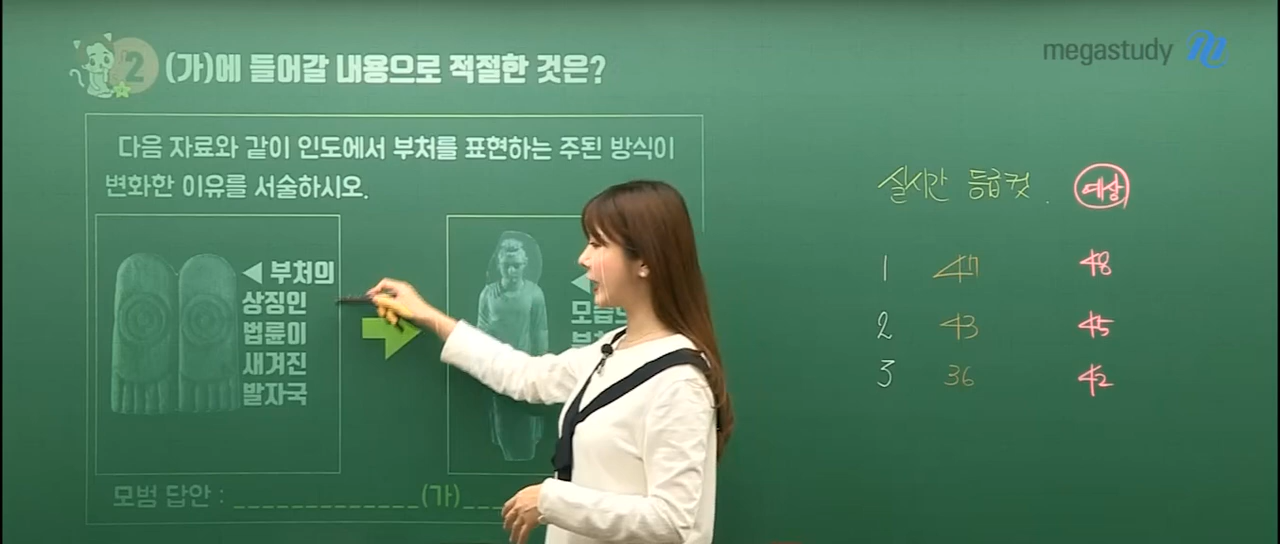 megastudy
2 (가)에 들어갈 내용으로 적절한 것은?
다음 자료와 같이 인도에서 부처를 표현하는 주된 방식이
변화한 이유를 서술하시오.
◀ 부처의
상징인
법륜이
새겨진
발자국
◀
모범 답안 : _____________(가)___
실시간 등급컷. 예상
1 47 48
2 43 45
3 36 42